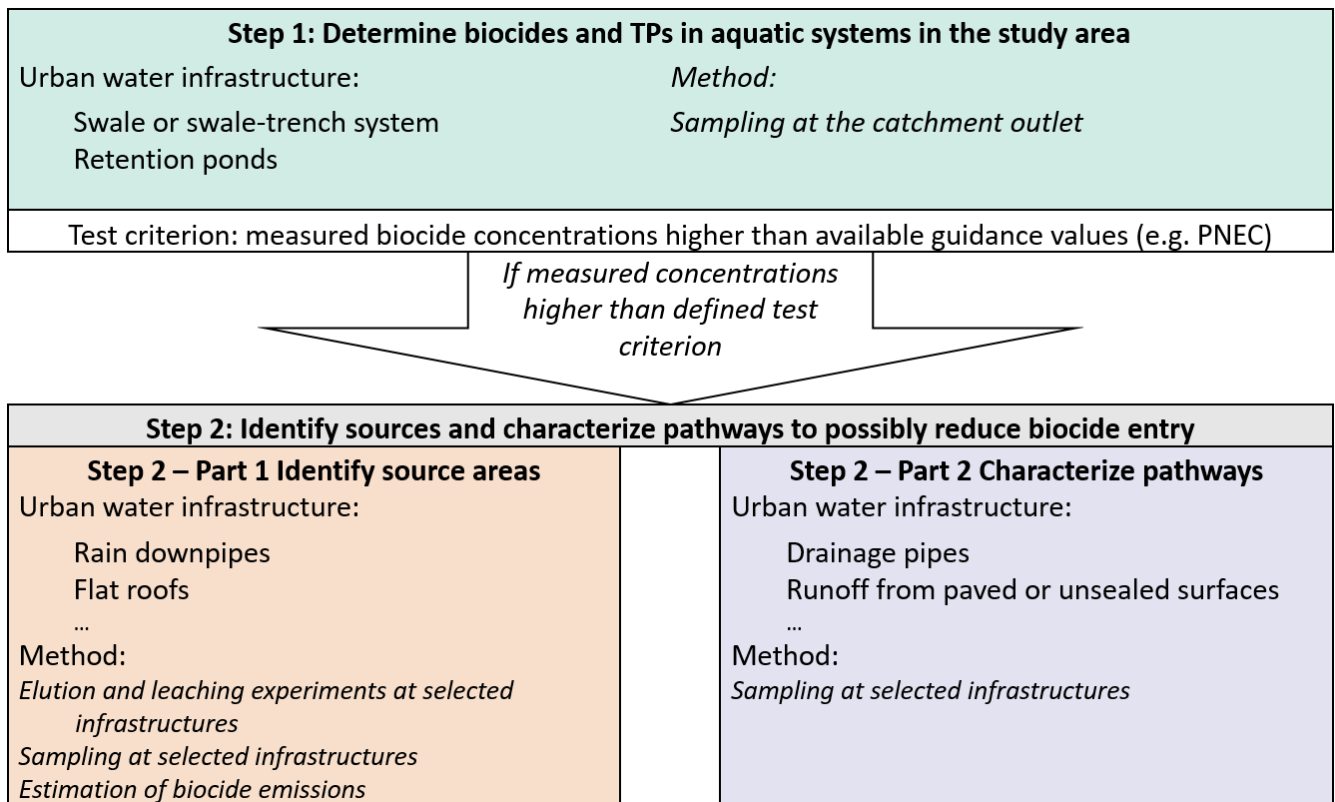 Step 1: Determine biocides and TPs in aquatic systems in the study area
Urban water infrastructure:
Swale or swale-trench system
Retention ponds
Method:
Sampling at the catchment outlet
Test criterion: measured biocide concentrations higher than available guidance values (e.g. PNEC)
If measured concentrations
higher than defined test
criterion
Step 2: Identify sources and characterize pathways to possibly reduce biocide entry
Step 2 – Part 1 Identify source areas
Urban water infrastructure:
Rain downpipes
Flat roofs
...
Method:
Elution and leaching experiments at selected
infrastructures
Sampling at selected infrastructures
Estimation of biocide emissions
Step 2 – Part 2 Characterize pathways
Urban water infrastructure:
Drainage pipes
Runoff from paved or unsealed surfaces
...
Method:
Sampling at selected infrastructures